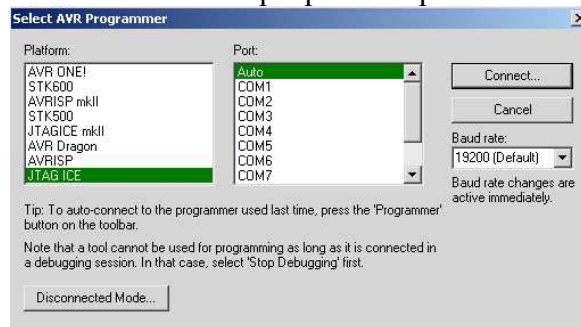 Select AVR Programmer
Platform:
Port:
AVR ONE!
STK600
AVRISP mkII
STK500
JTAGICE mkII
AVR Dragon
AVRISP
JTAG ICE
Auto
COM1
COM2
COM3
COM4
COM5
COM6
COM7
Connect...
Cancel
Baud rate:
19200 (Default)
Baud rate changes are
active immediately.
Tip: To auto-connect to the programmer used last time, press the 'Programmer'
button on the toolbar.
Note that a tool cannot be used for programming as long as it is connected in
a debugging session. In that case, select 'Stop Debugging' first.
Disconnected Mode...